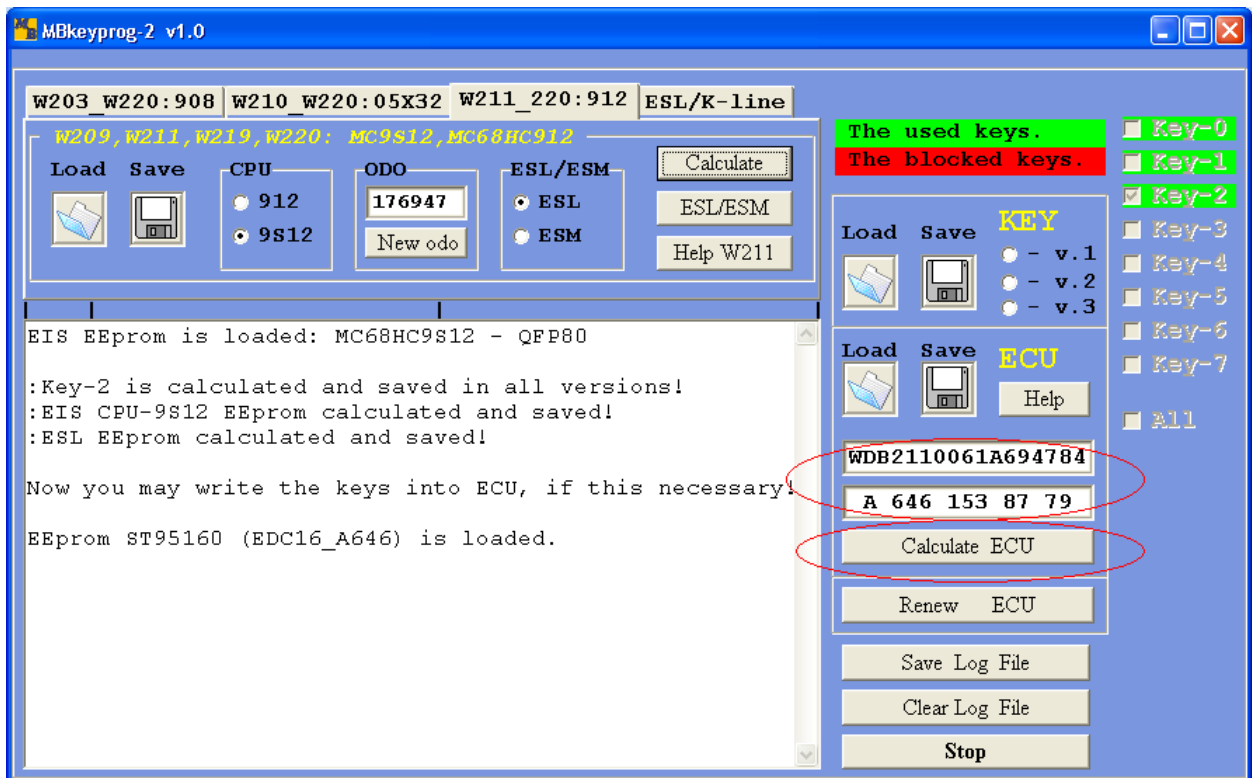 MBkeyprog-2 v1.0
W203_W220:908 W210_W220:05X32 W211_220:912 ESL/K-line
W209,W211,W219,W220: MC9S12,MC68HC912
Load Save CPU ODO ESL/ESM Calculate
912 176947 ESL ESL/ESM
9S12 New odo ESM Help W211
EIS EEprom is loaded: MC68HC9S12 - QFP80
:Key-2 is calculated and saved in all versions!
:EIS CPU-9S12 EEprom calculated and saved!
:ESL EEprom calculated and saved!
Now you may write the keys into ECU, if this necessary!
EEprom ST95160 (EDC16_A646) is loaded.
The used keys.
The blocked keys.
Load Save KEY
- v.1
- v.2
- v.3
Load Save ECU
Help
WDB2110061A694784
A 646 153 87 79
Calculate ECU
Renew ECU
Save Log File
Clear Log File
Stop
Key-0
Key-1
Key-2
Key-3
Key-4
Key-5
Key-6
Key-7
All